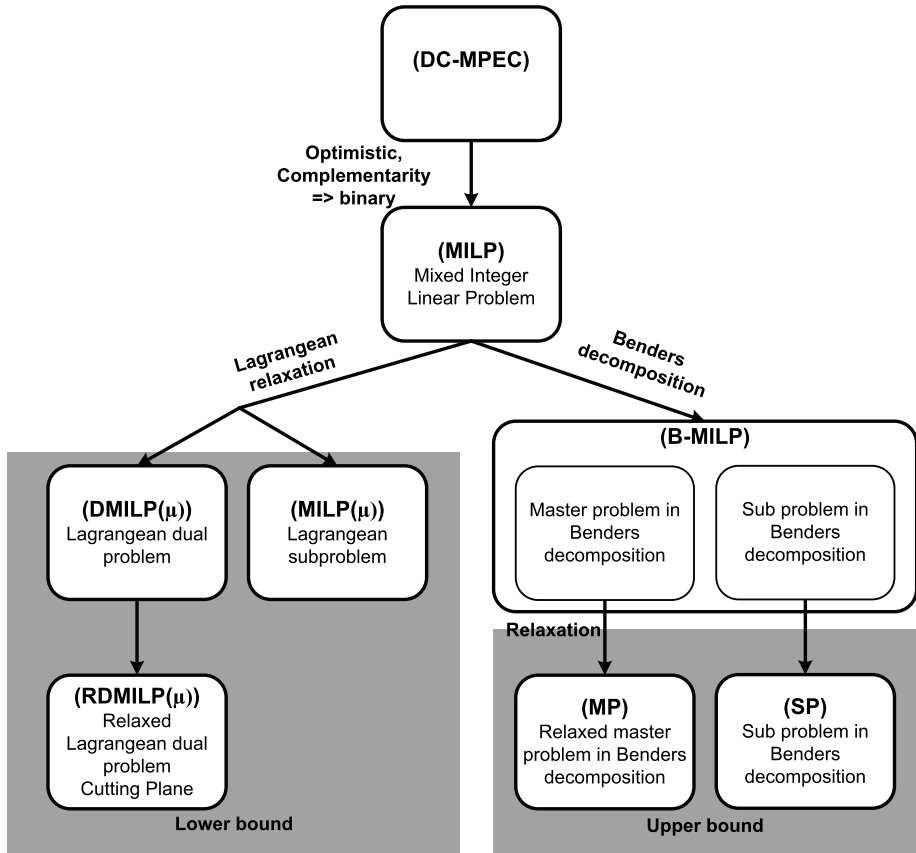 (DC-MPEC)
Optimistic,
Complementarity
=> binary
(MILP)
Mixed Integer
Linear Problem
Lagrangean
relaxation
Benders
decomposition
(B-MILP)
(DMILP(μ))
Lagrangean dual
problem
(MILP(μ))
Lagrangean
subproblem
Master problem in
Benders
decomposition
Sub problem in
Benders
decomposition
Relaxation
(RDMILP(μ))
Relaxed
Lagrangean dual
problem
Cutting Plane
(MP)
Relaxed master
problem in Benders
decomposition
(SP)
Sub problem in
Benders
decomposition
Lower bound
Upper bound